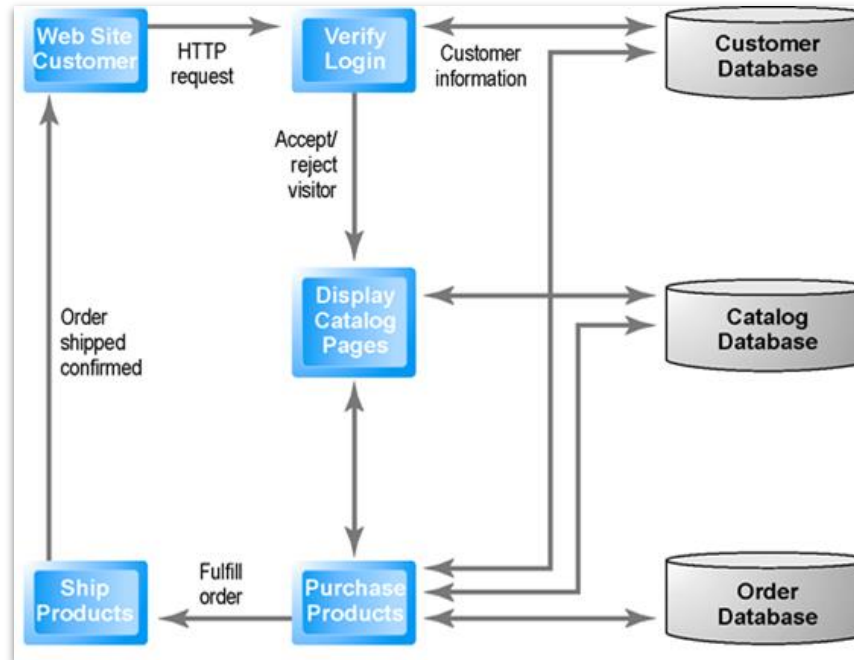 Web Site
Customer
HTTP
request
Verify
Login
Customer
information
Customer
Database
Accept/
reject
visitor
Display
Catalog
Pages
Catalog
Database
Order
shipped
confirmed
Ship
Products
Fulfill
order
Purchase
Products
Order
Database